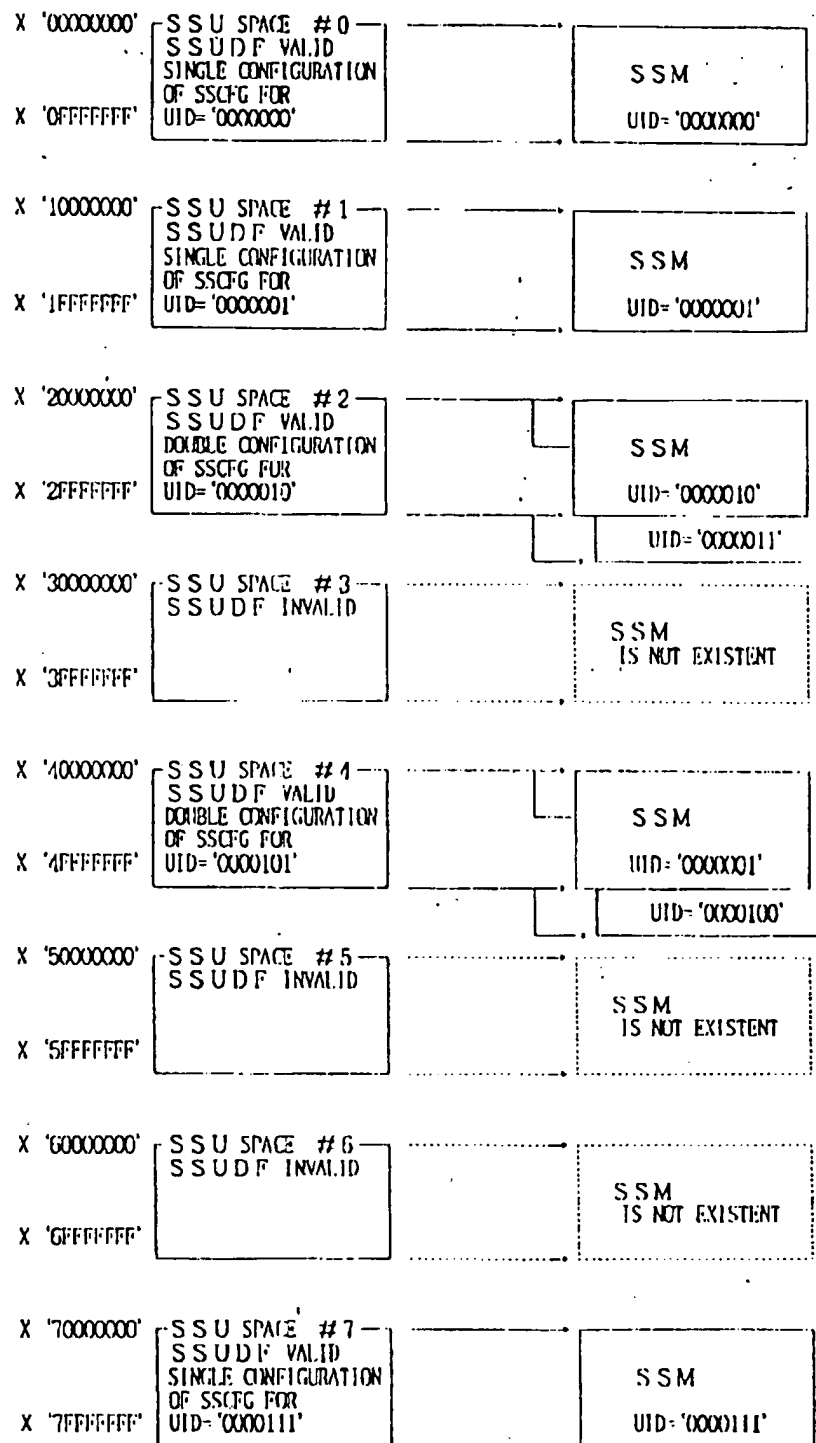 X '00000000' SSU SPACE #0
SSUDF VALID
SINGLE CONFIGURATION
OF SSCFG FOR
X '0FFFFFFF' UID='0000000'
SSM
UID='0000000'
X '10000000' SSU SPACE #1
SSUDF VALID
SINGLE CONFIGURATION
OF SSCFG FOR
X '1FFFFFFF' UID='0000001'
SSM
UID='0000001'
X '20000000' SSU SPACE #2
SSUDF VALID
DOUBLE CONFIGURATION
OF SSCFG FOR
X '2FFFFFFF' UID='0000010'
SSM
UID='0000010'
UID='0000011'
X '30000000' SSU SPACE #3
SSUDF INVALID
X '3FFFFFFF'
SSM
IS NOT EXISTENT
X '40000000' SSU SPACE #4
SSUDF VALID
DOUBLE CONFIGURATION
OF SSCFG FOR
X '4FFFFFFF' UID='0000101'
SSM
UID='0000001'
UID='0000100'
X '50000000' SSU SPACE #5
SSUDF INVALID
X '5FFFFFFF'
SSM
IS NOT EXISTENT
X '60000000' SSU SPACE #6
SSUDF INVALID
X '6FFFFFFF'
SSM
IS NOT EXISTENT
X '70000000' SSU SPACE #7
SSUDF VALID
SINGLE CONFIGURATION
OF SSCFG FOR
X '7FFFFFFF' UID='0000111'
SSM
UID='0000111'